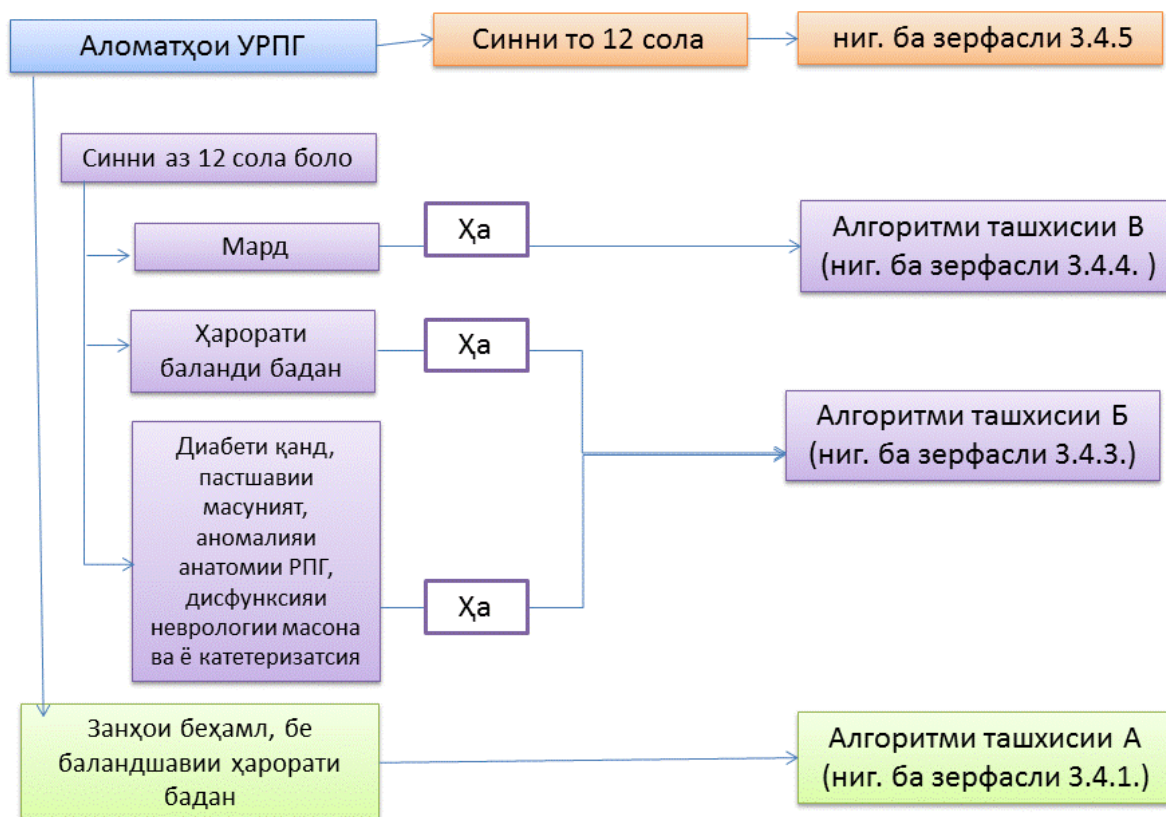 Аломатҳои УРПГ
Синни то 12 сола
ниг. ба зерфасли 3.4.5
Синни аз 12 сола боло
Мард
Ҳа
Алгоритми ташхисии В
(ниг. ба зерфасли 3.4.4. )
Ҳарорати
баланди бадан
Ҳа
Алгоритми ташхисии Б
(ниг. ба зерфасли 3.4.3.)
Диабети қанд,
пастшавии
масуният,
аномалияи
анатомии РПГ,
дисфунксияи
неврологии масона
ва ё катетеризатсия
Ҳа
Занҳои беҳамл, бе
баландшавии ҳарорати
бадан
Алгоритми ташхисии А
(ниг. ба зерфасли 3.4.1.)